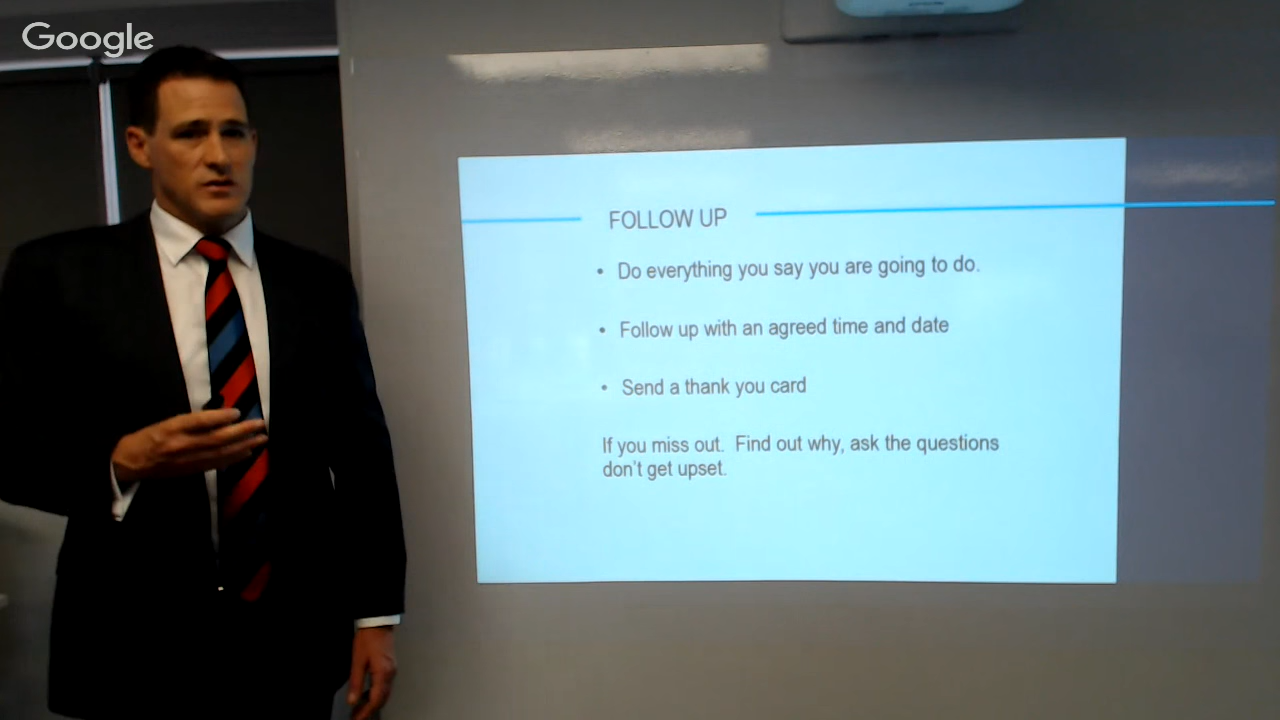 Google
FOLLOW UP
• Do everything you say you are going to do.
• Follow up with an agreed time and date
• Send a thank you card
If you miss out.  Find out why, ask the questions
don't get upset.